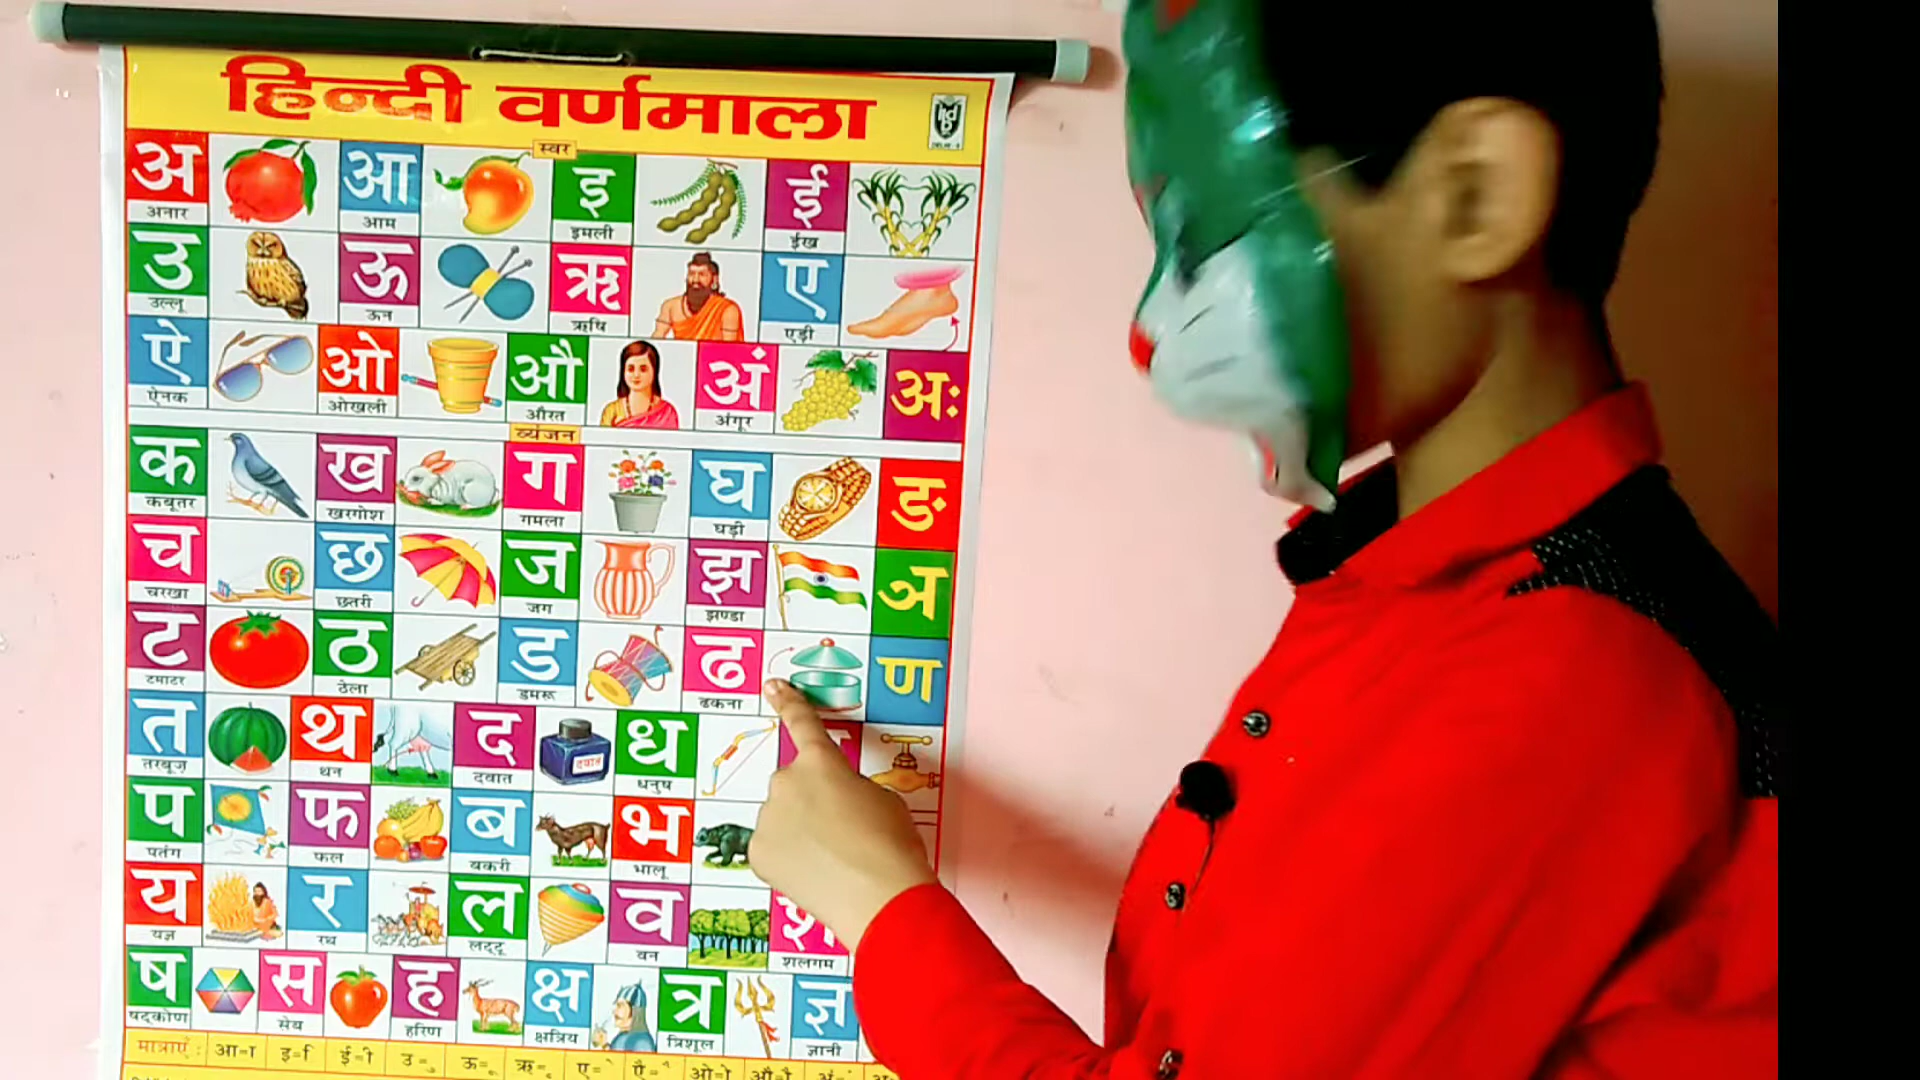 हिन्दी वर्णमाला
स्वर
अ आ इ ई
अनार आम इमली ईख
उ ऊ ऋ ए
उल्लू ऊन ऋषि एड़ी
ऐ ओ औ अं अः
ऐनक ओखली औरत अंगूर
व्यंजन
क ख ग घ ङ
कबूतर खरगोश गमला घड़ी
च छ ज झ ञ
चरखा छतरी जग झण्डा
ट ठ ड ढ ण
टमाटर ठेला डमरू ढकना
त थ द ध
तरबूज़ थन दवात दवात धनुष
प फ ब भ
पतंग फल बकरी भालू
य र ल व श
यज्ञ रथ लट्टू वन शलगम
ष स ह क्ष त्र ज्ञ
षट्कोण सेब हरिण क्षत्रिय त्रिशूल ज्ञानी
मात्राएँ : आ=ा इ=ि ई=ी उ=ु ऊ=ू ऋ=ृ ए=े ऐ=ै ओ=ो औ=ौ अं=ं